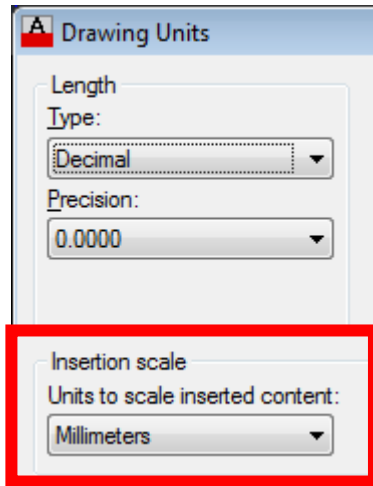 A Drawing Units
Length
Type:
Decimal
Precision:
0.0000
Insertion scale
Units to scale inserted content:
Millimeters